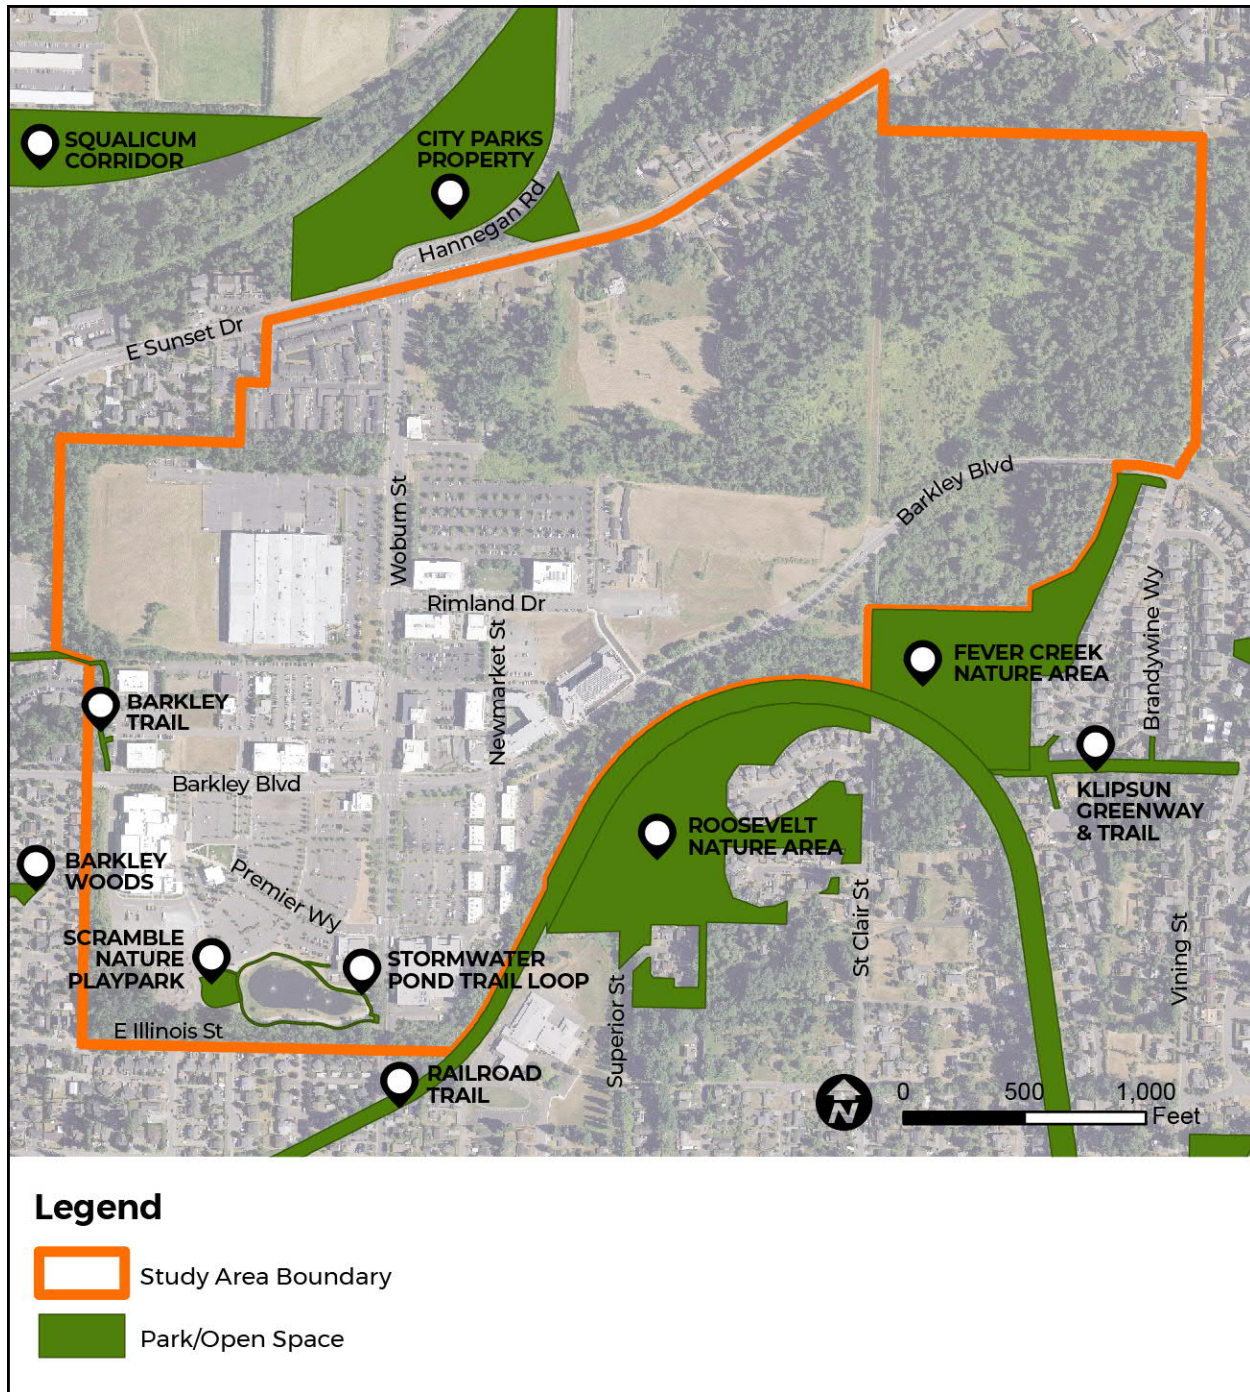 SQUALICUM
CORRIDOR
CITY PARKS
PROPERTY
Hannegan Rd
E Sunset Dr
Woburn St
Barkley Blvd
Rimland Dr
Newmarket St
Brandywine Wy
FEVER CREEK
NATURE AREA
BARKLEY
TRAIL
Barkley Blvd
KLIPSUN
GREENWAY
& TRAIL
ROOSEVELT
NATURE AREA
BARKLEY
WOODS
Premier Wy
St Clair St
Vining St
SCRAMBLE
NATURE
PLAYPARK
STORMWATER
POND TRAIL LOOP
Superior St
E Illinois St
RAILROAD
TRAIL
N
0 500 1,000
Feet
Legend
Study Area Boundary
Park/Open Space